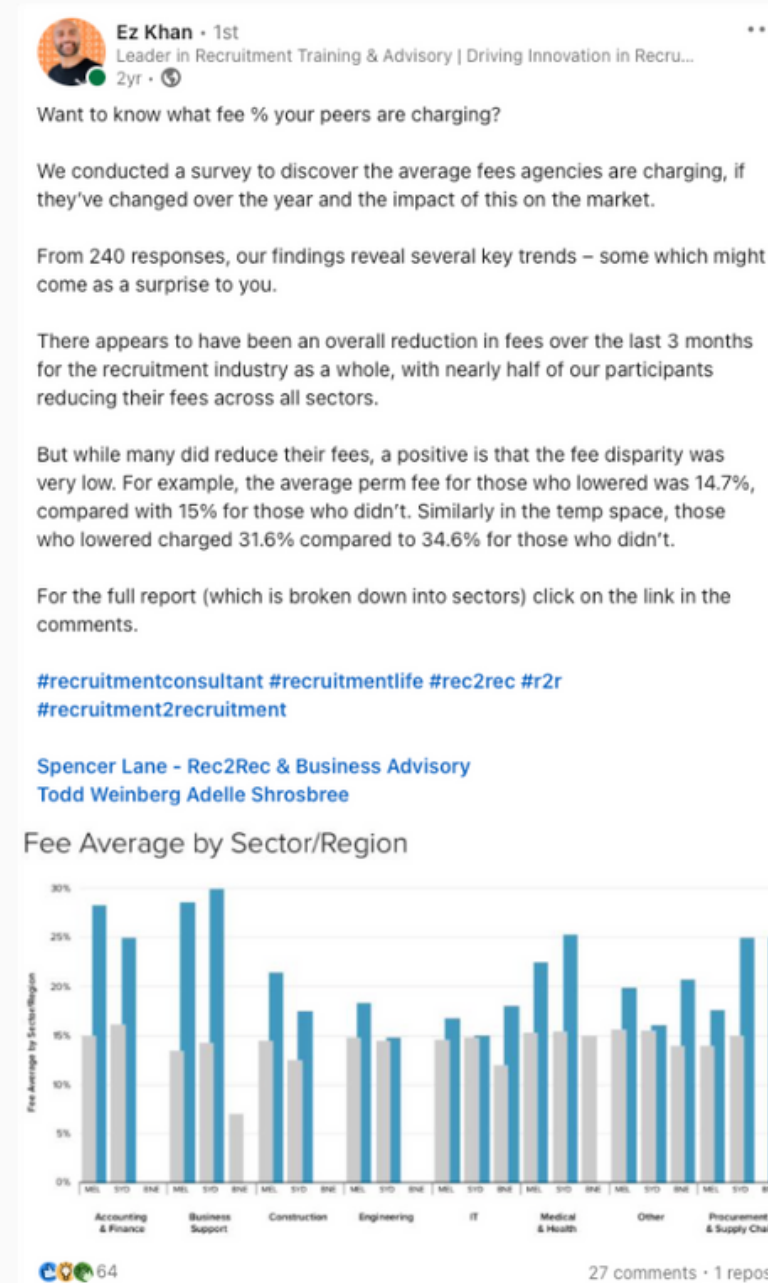 Ez Khan • 1st
Leader in Recruitment Training & Advisory | Driving Innovation in Recru...
2yr •
Want to know what fee % your peers are charging?
We conducted a survey to discover the average fees agencies are charging, if
they've changed over the year and the impact of this on the market.
From 240 responses, our findings reveal several key trends – some which might
come as a surprise to you.
There appears to have been an overall reduction in fees over the last 3 months
for the recruitment industry as a whole, with nearly half of our participants
reducing their fees across all sectors.
But while many did reduce their fees, a positive is that the fee disparity was
very low. For example, the average perm fee for those who lowered was 14.7%,
compared with 15% for those who didn't. Similarly in the temp space, those
who lowered charged 31.6% compared to 34.6% for those who didn't.
For the full report (which is broken down into sectors) click on the link in the
comments.
#recruitmentconsultant #recruitmentlife #rec2rec #r2r
#recruitment2recruitment
Spencer Lane - Rec2Rec & Business Advisory
Todd Weinberg Adelle Shrosbree
Fee Average by Sector/Region
Fee Average by Sector/Region
30%
25%
20%
15%
10%
5%
0%
MEL SYD BNE MEL SYD BNE MEL SYD BNE MEL SYD BNE MEL SYD BNE MEL SYD BNE MEL SYD BNE MEL SYD
Accounting Business Construction Engineering IT Medical Other Procurement
& Finance Support & Health & Supply Cha
64
27 comments • 1 repos